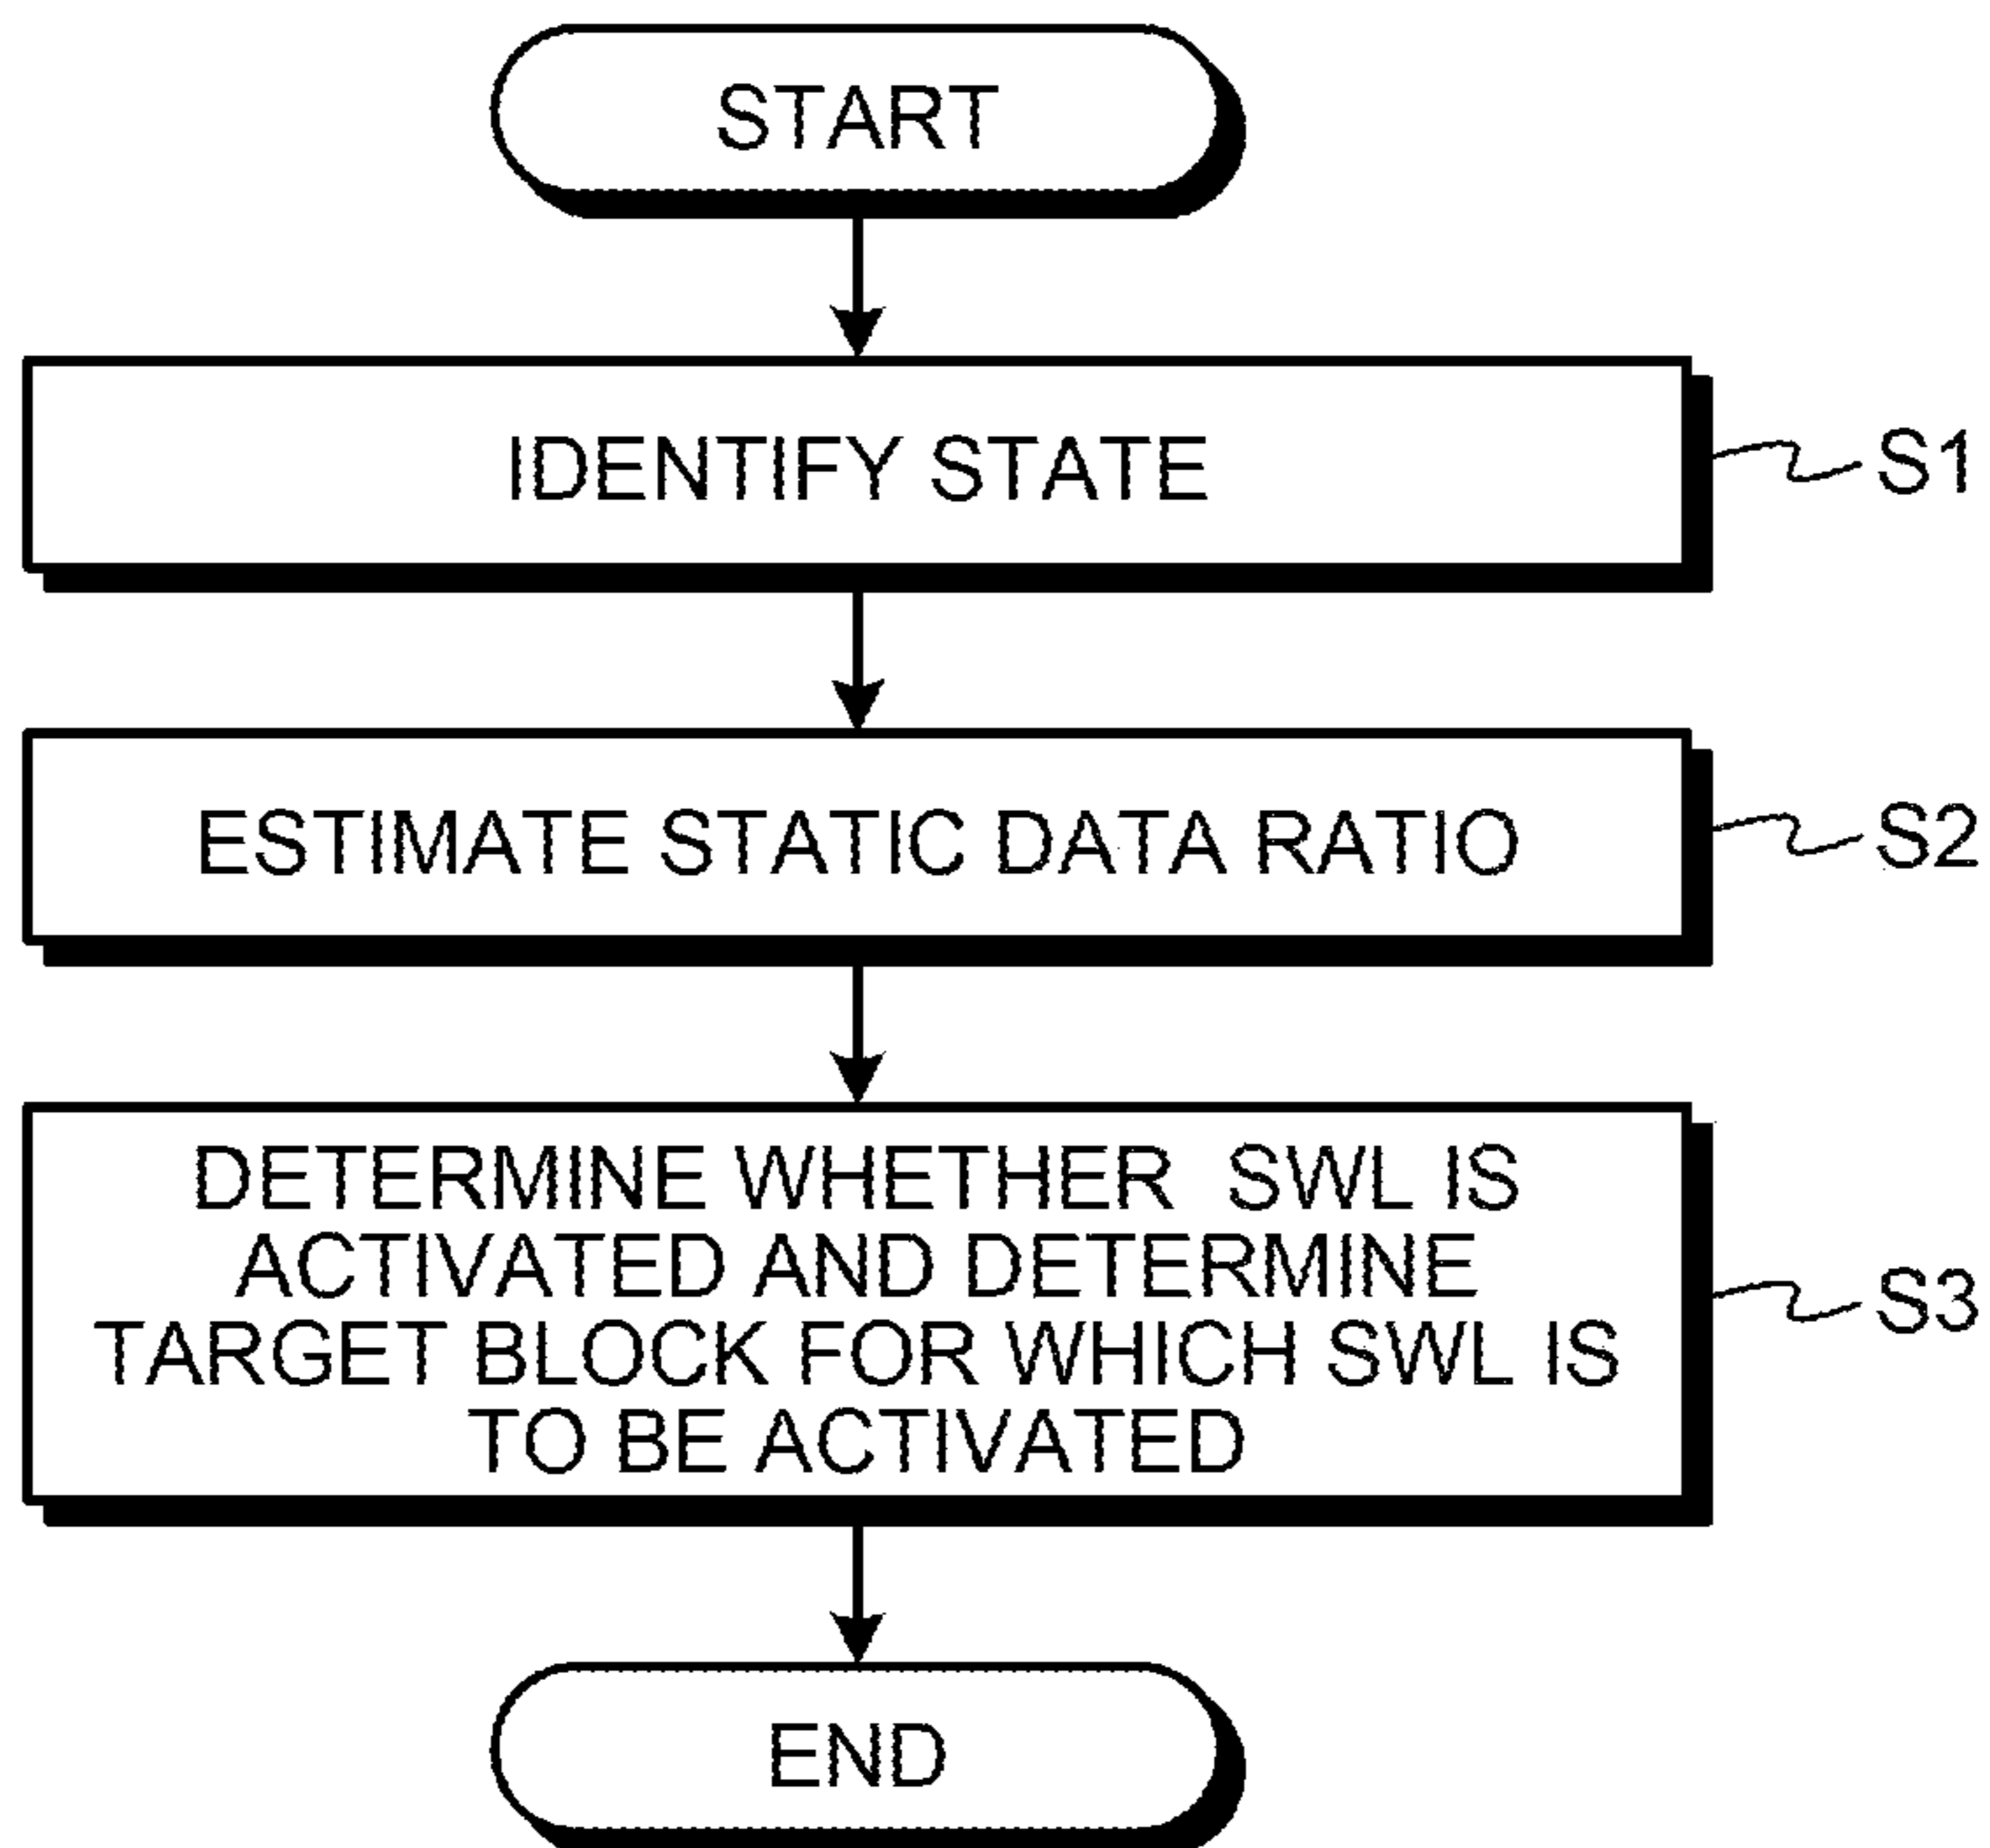 START
IDENTIFY STATE
S1
ESTIMATE STATIC DATA RATIO
S2
DETERMINE WHETHER SWL IS
ACTIVATED AND DETERMINE
TARGET BLOCK FOR WHICH SWL IS
TO BE ACTIVATED
S3
END